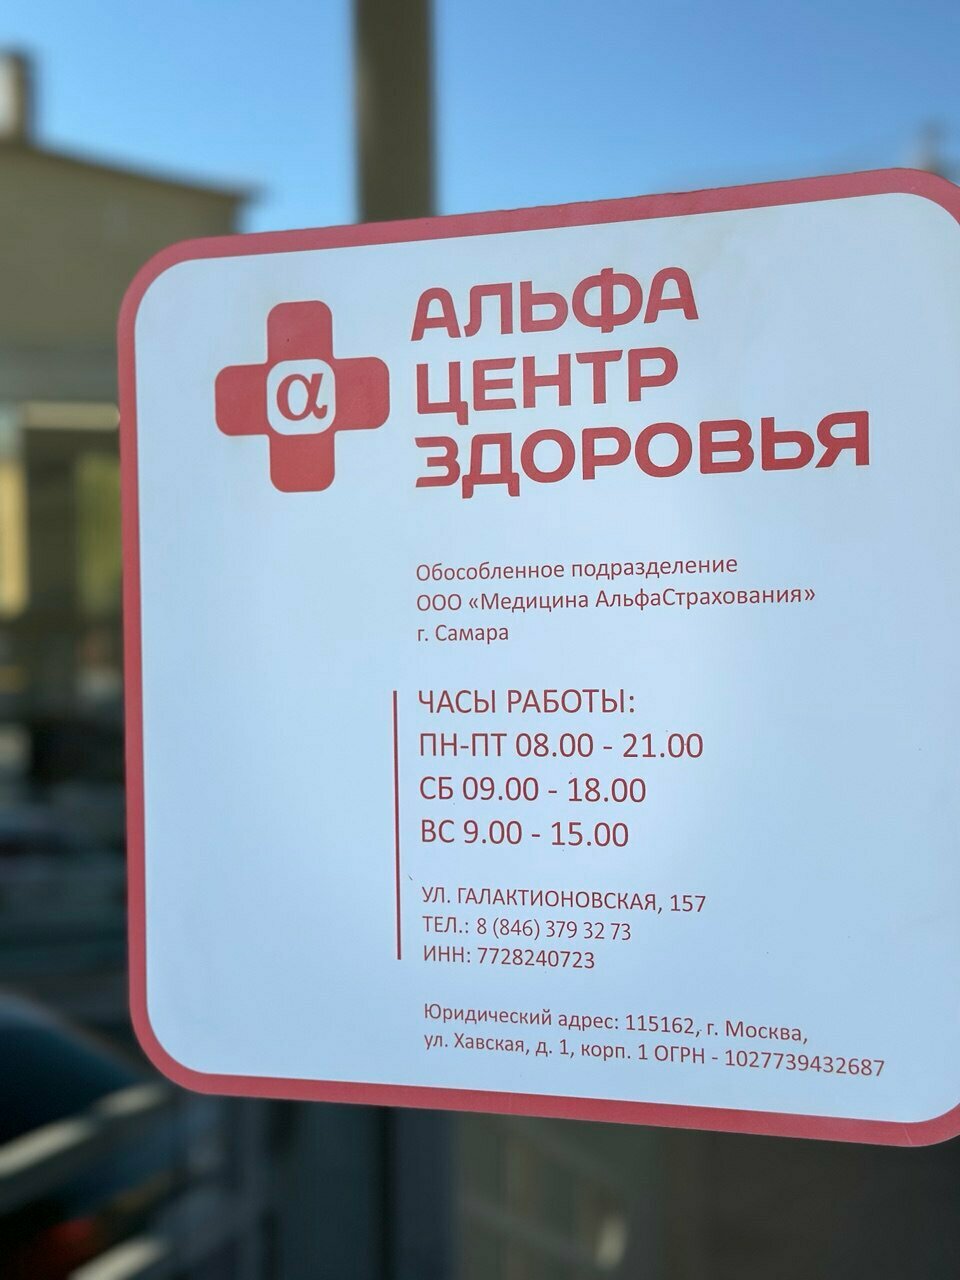 α
АЛЬФА
ЦЕНТР
ЗДОРОВЬЯ
Обособленное подразделение
ООО «Медицина АльфаСтрахования»
г. Самара
ЧАСЫ РАБОТЫ:
ПН-ПТ 08.00 - 21.00
СБ 09.00 - 18.00
ВС 9.00 - 15.00
УЛ. ГАЛАКТИОНОВСКАЯ, 157
ТЕЛ.: 8 (846) 379 32 73
ИНН: 7728240723
Юридический адрес: 115162, г. Москва,
ул. Хавская, д. 1, корп. 1 ОГРН - 1027739432687